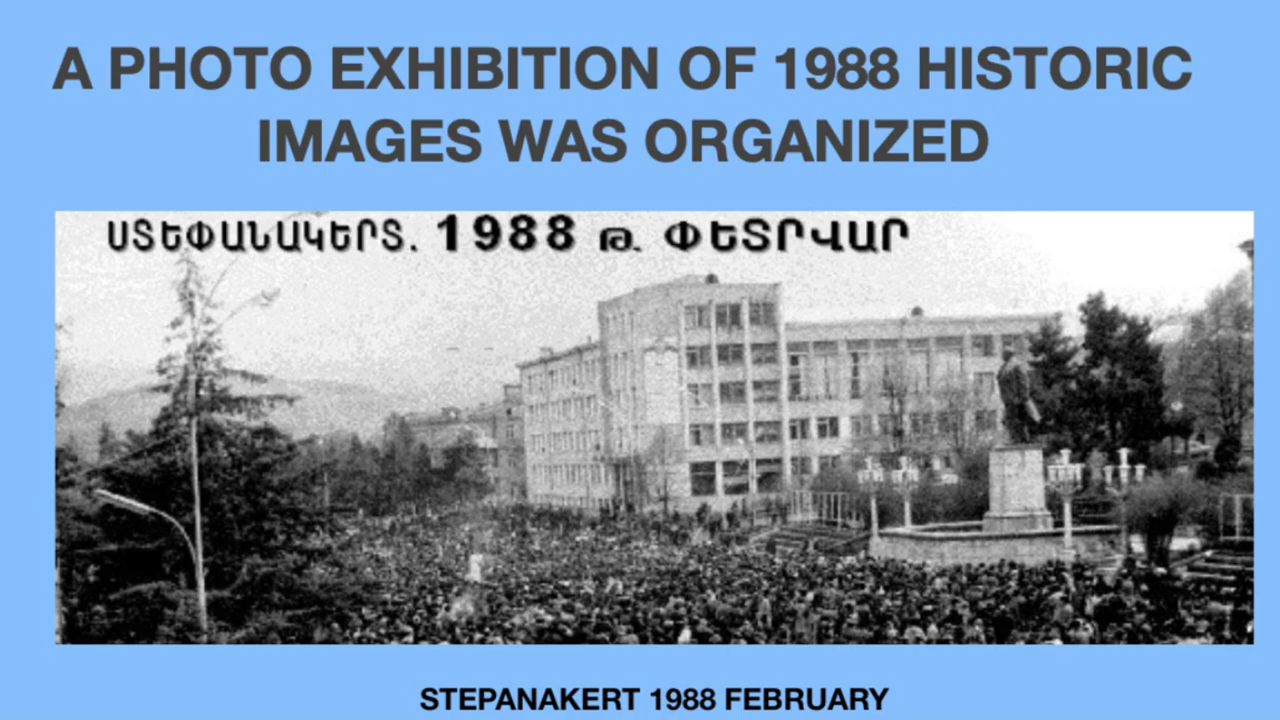 A PHOTO EXHIBITION OF 1988 HISTORIC
IMAGES WAS ORGANIZED
ՍՏԵՓԱՆԱԿԵՐՏ. 1988 թ. ՓԵՏՐՎԱՐ
STEPANAKERT 1988 FEBRUARY